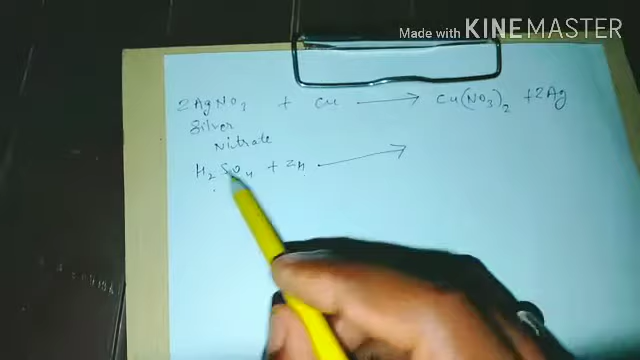 Made with KINEMASTER
2AgNO3 + Cu → Cu(NO3)2 + 2Ag
Silver
Nitrate
H2SO4 + Zn →